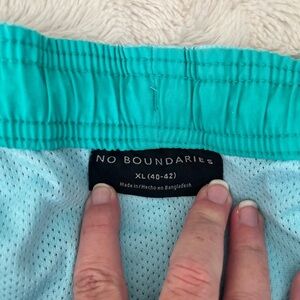 NO BOUNDARIES
XL (40-42)
Made in/Hecho en Bangladesh